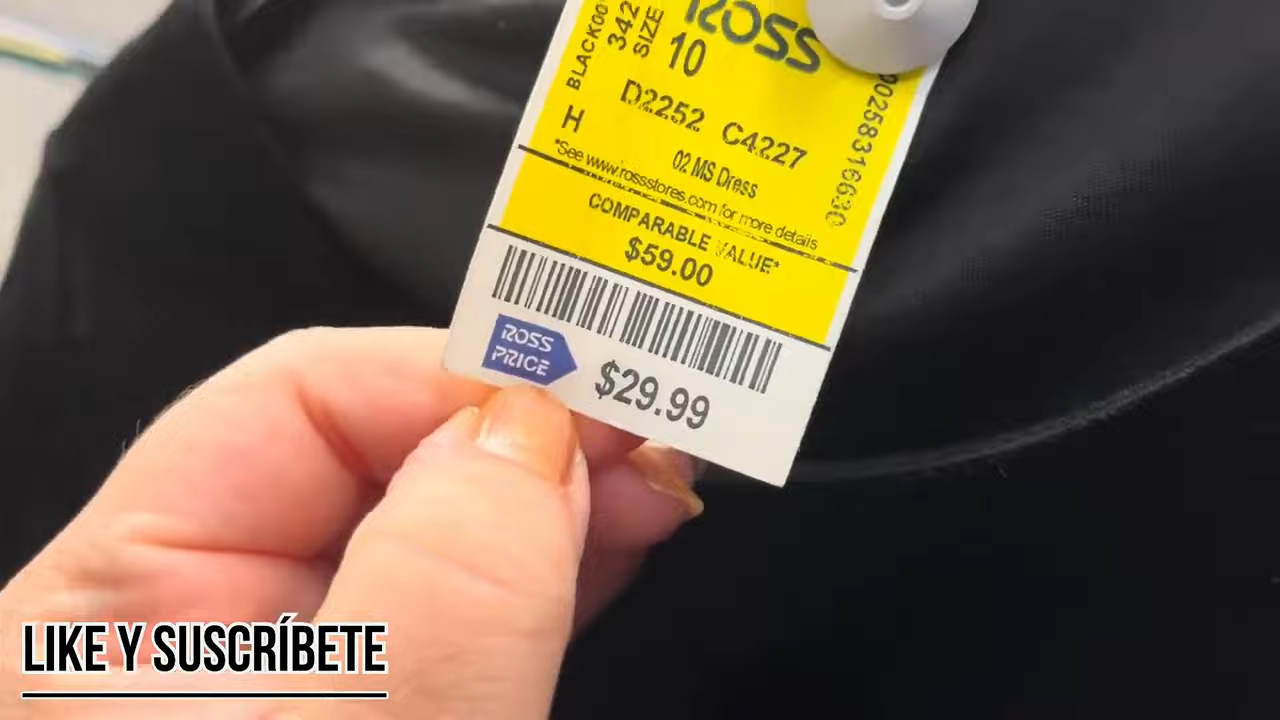 ROSS
BLACK00
342
SIZE
10
D2252 C4227
H
02 MS Dress
*See www.rossstores.com for more details
COMPARABLE VALUE*
$59.00
ROSS
PRICE
$29.99
LIKE Y SUSCRÍBETE